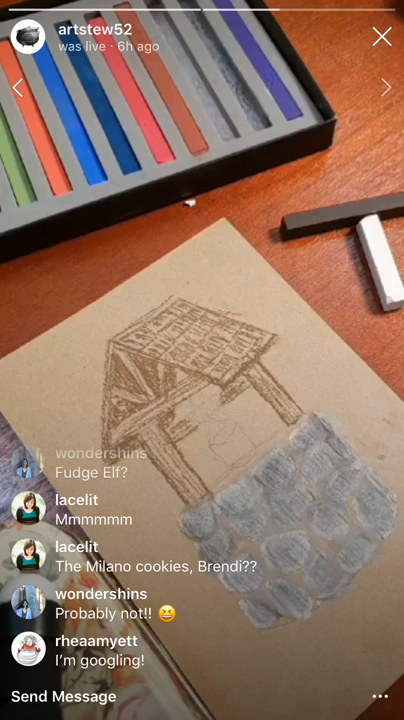 artstew52
was live · 6h ago
wondershins
Fudge Elf?
lacelit
Mmmmmm
lacelit
The Milano cookies, Brendi??
wondershins
Probably not!! 😆
rheaamyett
I'm googling!
Send Message